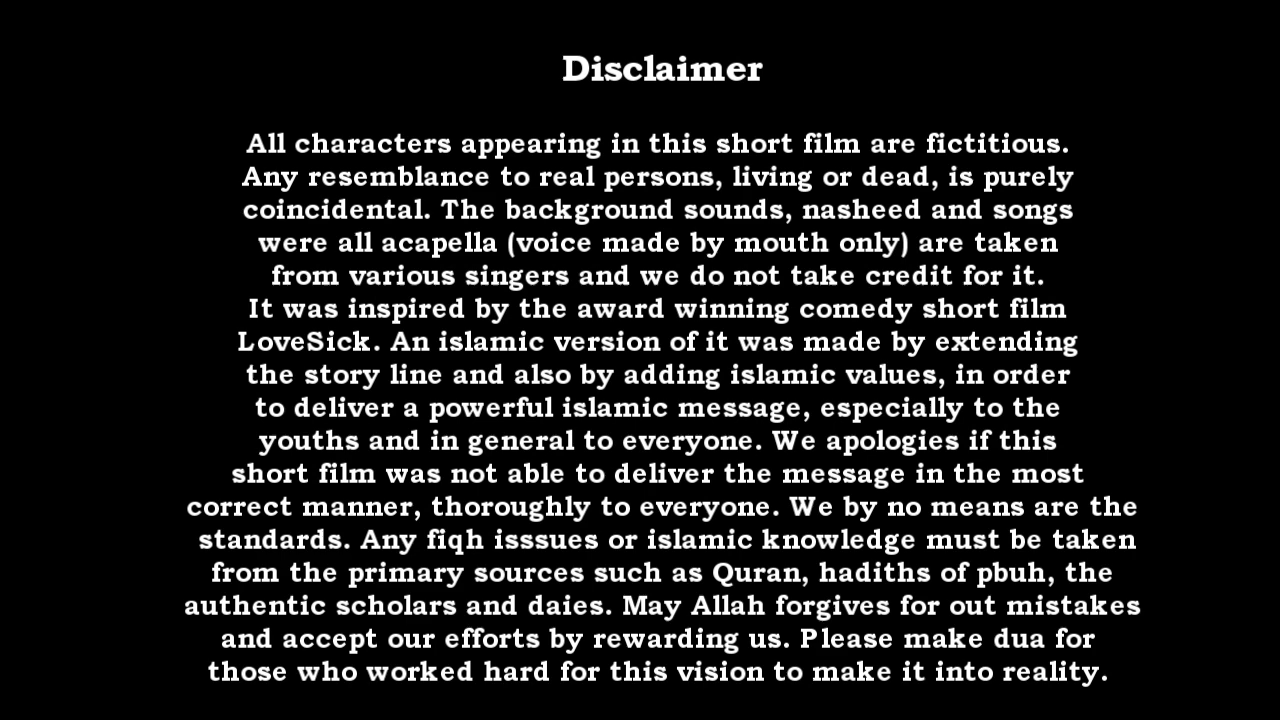 Disclaimer
All characters appearing in this short film are fictitious.
Any resemblance to real persons, living or dead, is purely
coincidental. The background sounds, nasheed and songs
were all acapella (voice made by mouth only) are taken
from various singers and we do not take credit for it.
It was inspired by the award winning comedy short film
LoveSick. An islamic version of it was made by extending
the story line and also by adding islamic values, in order
to deliver a powerful islamic message, especially to the
youths and in general to everyone. We apologies if this
short film was not able to deliver the message in the most
correct manner, thoroughly to everyone. We by no means are the
standards. Any fiqh isssues or islamic knowledge must be taken
from the primary sources such as Quran, hadiths of pbuh, the
authentic scholars and daies. May Allah forgives for out mistakes
and accept our efforts by rewarding us. Please make dua for
those who worked hard for this vision to make it into reality.